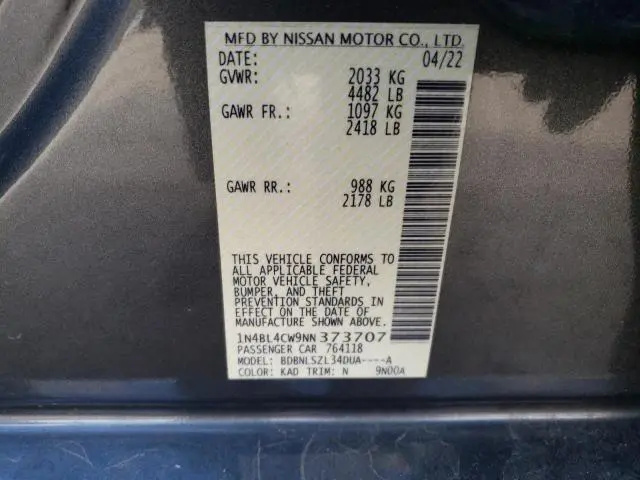 MFD BY NISSAN MOTOR CO., LTD.
DATE: 04/22
GVWR: 2033 KG
4482 LB
GAWR FR.: 1097 KG
2418 LB
GAWR RR.: 988 KG
2178 LB
THIS VEHICLE CONFORMS TO
ALL APPLICABLE FEDERAL
MOTOR VEHICLE SAFETY,
BUMPER, AND THEFT
PREVENTION STANDARDS IN
EFFECT ON THE DATE OF
MANUFACTURE SHOWN ABOVE.
1N4BL4CW9NN373707
PASSENGER CAR 764118
MODEL: BDBNLSZL34DUA----A
COLOR: KAD TRIM: N 9N00A